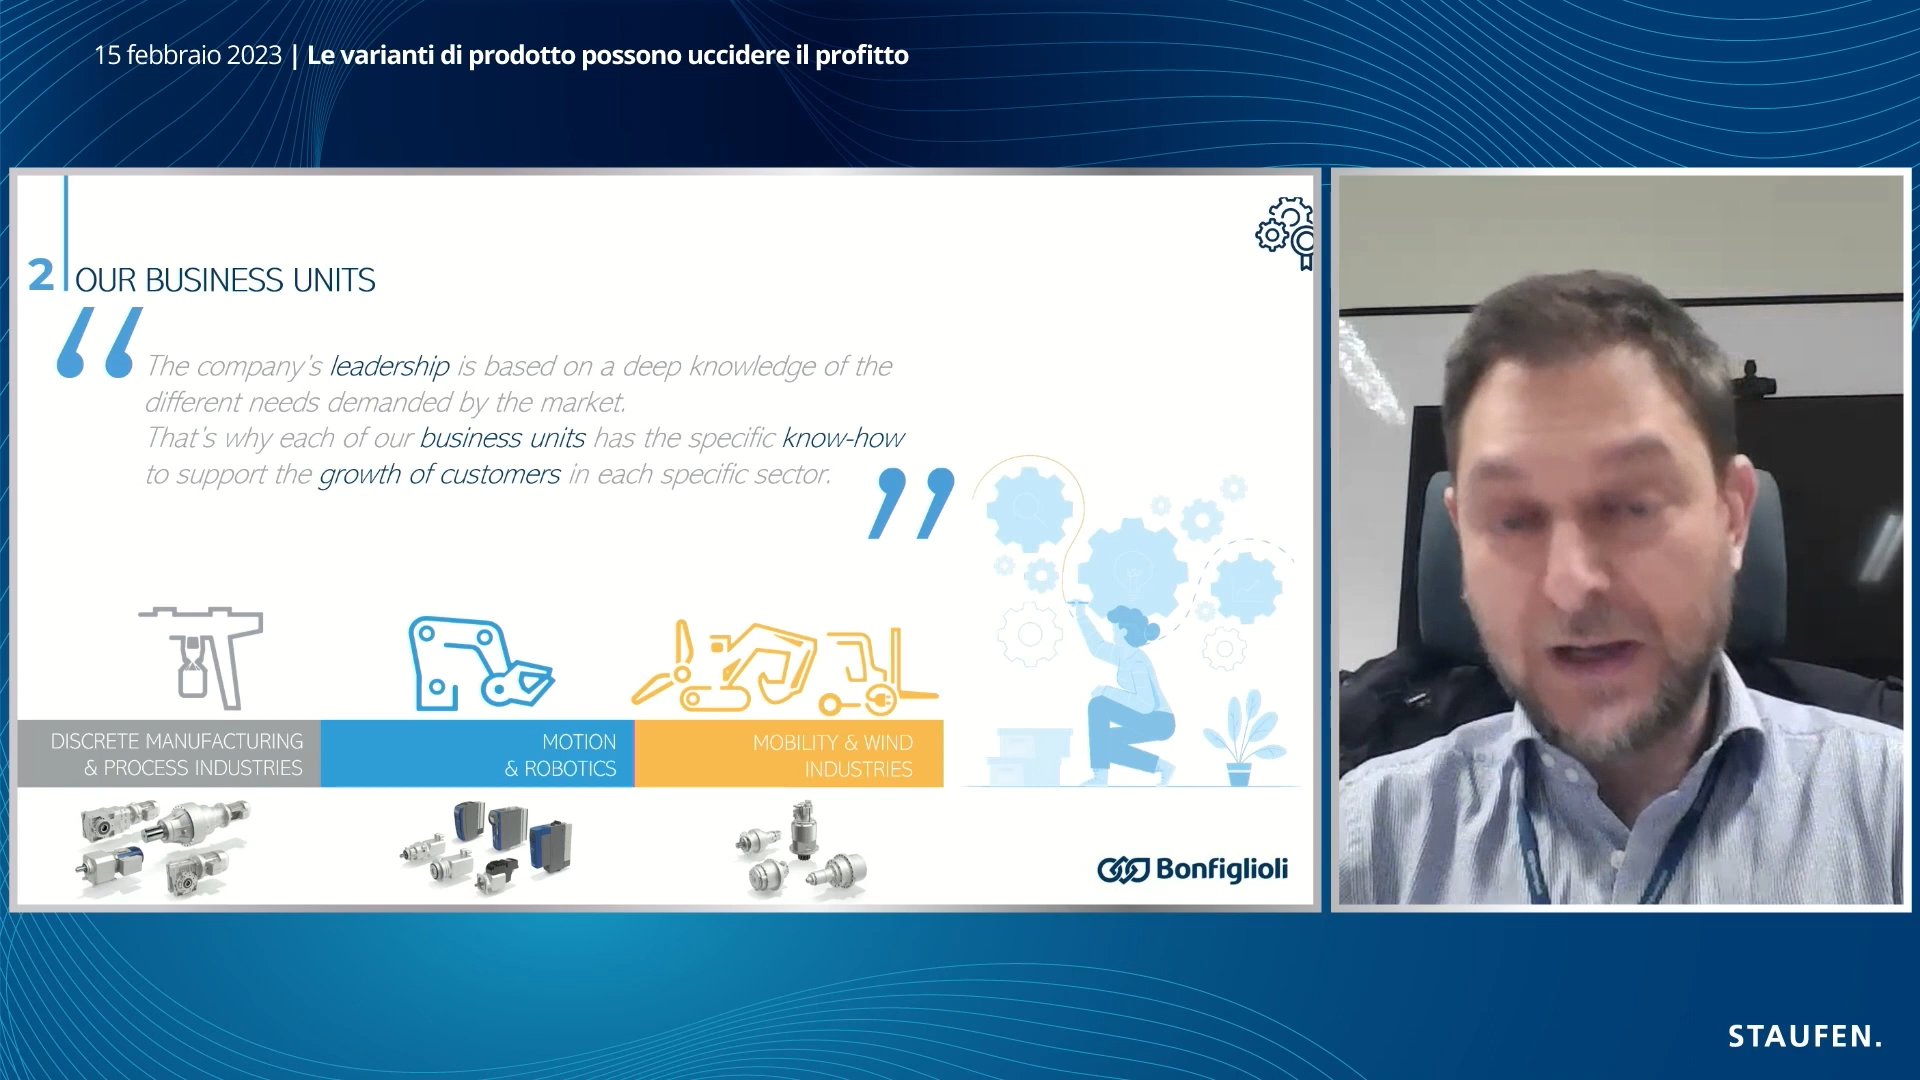 15 febbraio 2023 | Le varianti di prodotto possono uccidere il profitto
2 OUR BUSINESS UNITS
“ The company's leadership is based on a deep knowledge of the
different needs demanded by the market.
That's why each of our business units has the specific know-how
to support the growth of customers in each specific sector. ”
DISCRETE MANUFACTURING
& PROCESS INDUSTRIES
MOTION
& ROBOTICS
MOBILITY & WIND
INDUSTRIES
Bonfiglioli
STAUFEN.